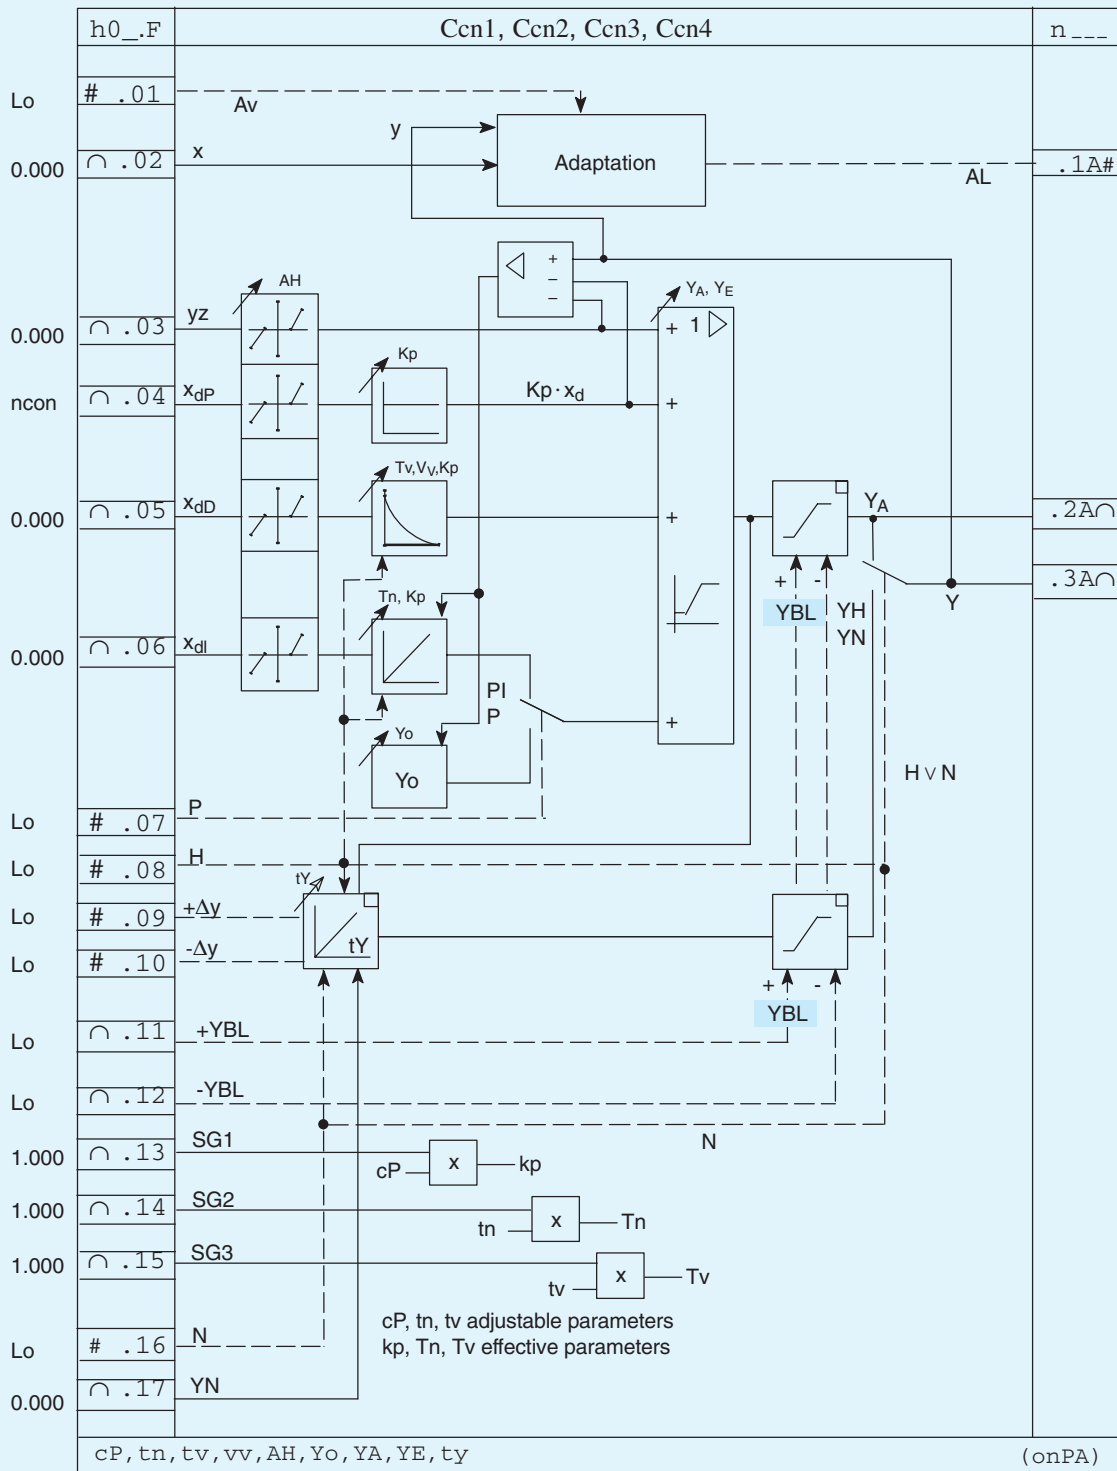 h0_.F Ccn1, Ccn2, Ccn3, Ccn4 n___
Lo # .01 Av
y
0.000 ∩ .02 x Adaptation AL .1A#
+
−
−
AH
YA, YE
0.000 ∩ .03 yz + 1
Kp
ncon ∩ .04 xdP Kp · xd +
Tv,Vv,Kp
0.000 ∩ .05 xdD + YA .2A∩
+ -
YBL YH
YN
Y .3A∩
Tn, Kp
0.000 ∩ .06 xdI
PI
P +
Yo
Yo
H ∨ N
Lo # .07 P
Lo # .08 H
tY
Lo # .09 +Δy
tY
Lo # .10 -Δy
+ -
YBL
Lo ∩ .11 +YBL
Lo ∩ .12 -YBL
N
1.000 ∩ .13 SG1
cP x kp
1.000 ∩ .14 SG2
tn x Tn
1.000 ∩ .15 SG3
tv x Tv
cP, tn, tv adjustable parameters
kp, Tn, Tv effective parameters
Lo # .16 N
0.000 ∩ .17 YN
cP,tn,tv,vv,AH,Yo,YA,YE,ty (onPA)